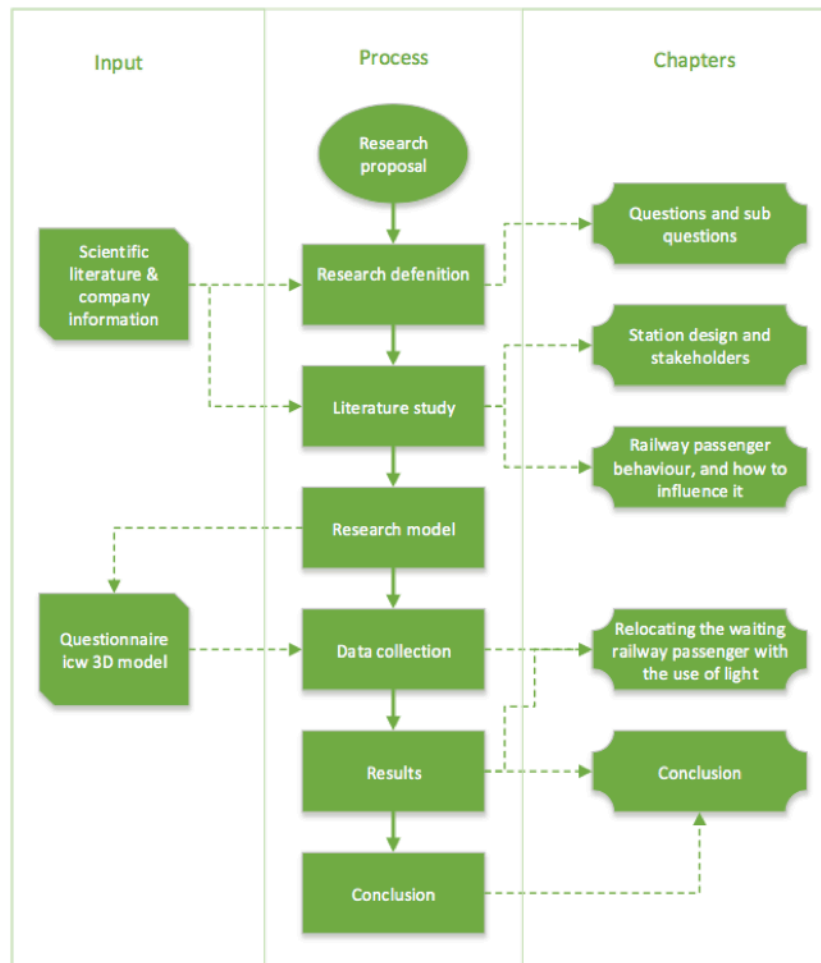 Input
Process
Chapters
Research
proposal
Questions and sub
questions
Scientific
literature &
company
information
Research defenition
Station design and
stakeholders
Literature study
Railway passenger
behaviour, and how to
influence it
Research model
Questionnaire
icw 3D model
Data collection
Relocating the waiting
railway passenger with
the use of light
Results
Conclusion
Conclusion